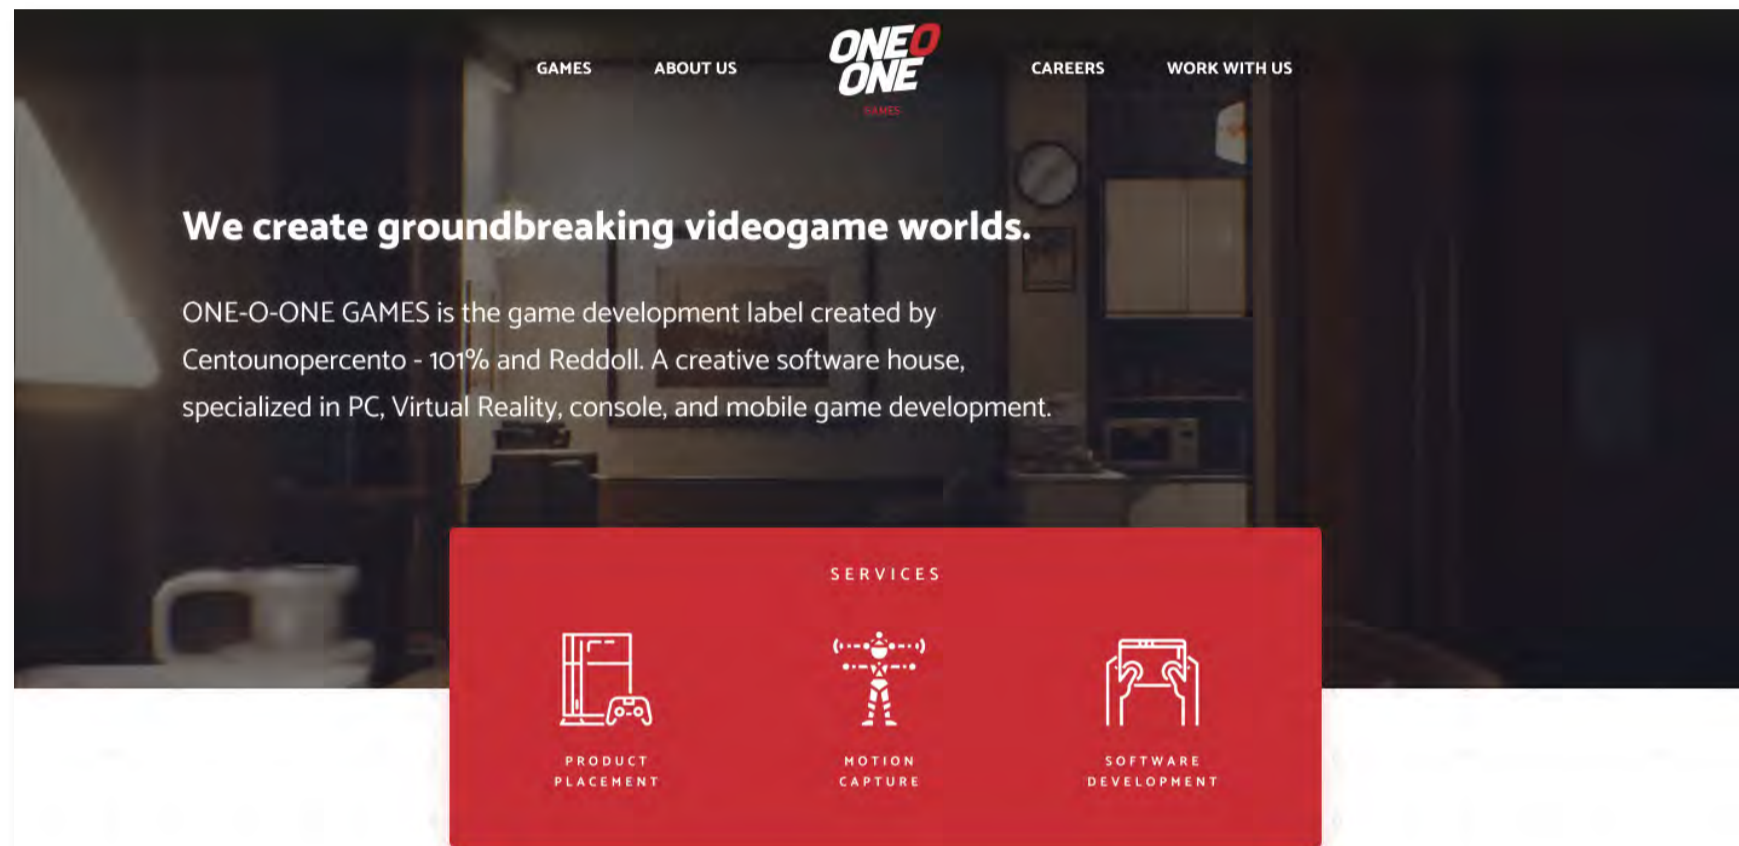 GAMES
ABOUT US
ONEO
ONE
GAMES
CAREERS
WORK WITH US
We create groundbreaking videogame worlds.
ONE-O-ONE GAMES is the game development label created by
Centounopercento - 101% and Reddoll. A creative software house,
specialized in PC, Virtual Reality, console, and mobile game development.
SERVICES
PRODUCT
PLACEMENT
MOTION
CAPTURE
SOFTWARE
DEVELOPMENT